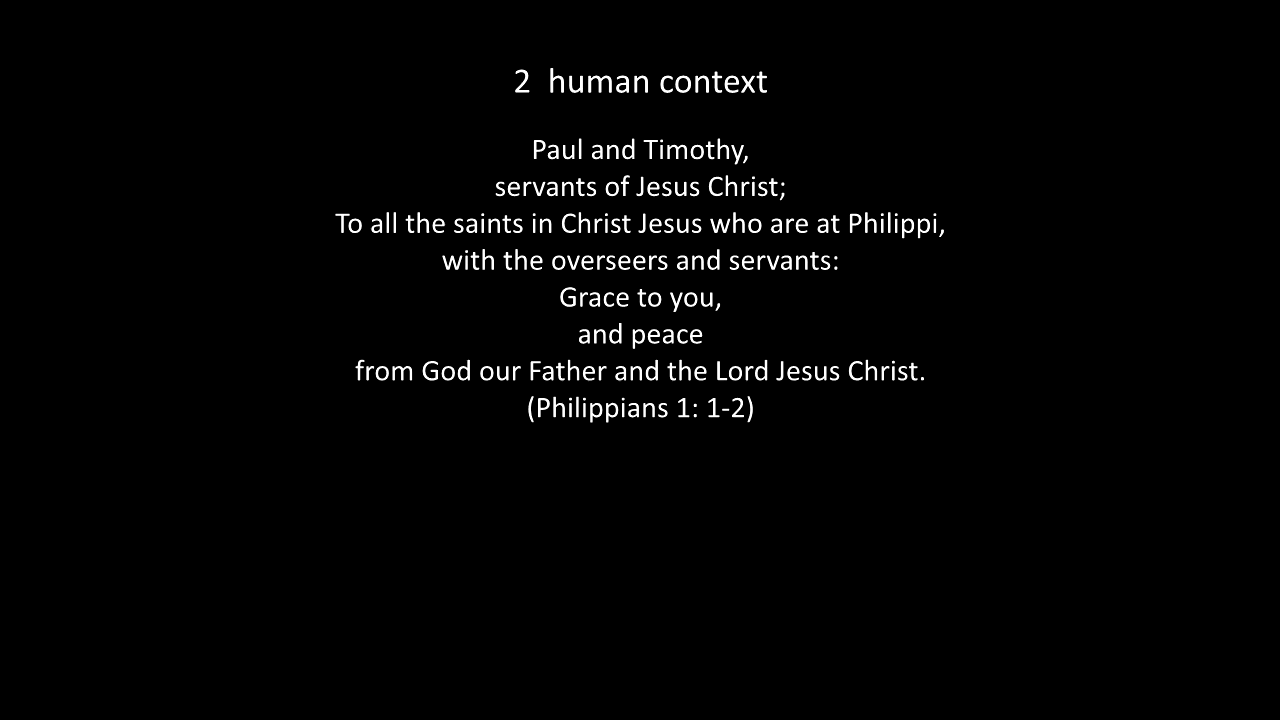 2  human context
Paul and Timothy,
servants of Jesus Christ;
To all the saints in Christ Jesus who are at Philippi,
with the overseers and servants:
Grace to you,
and peace
from God our Father and the Lord Jesus Christ.
(Philippians 1: 1-2)